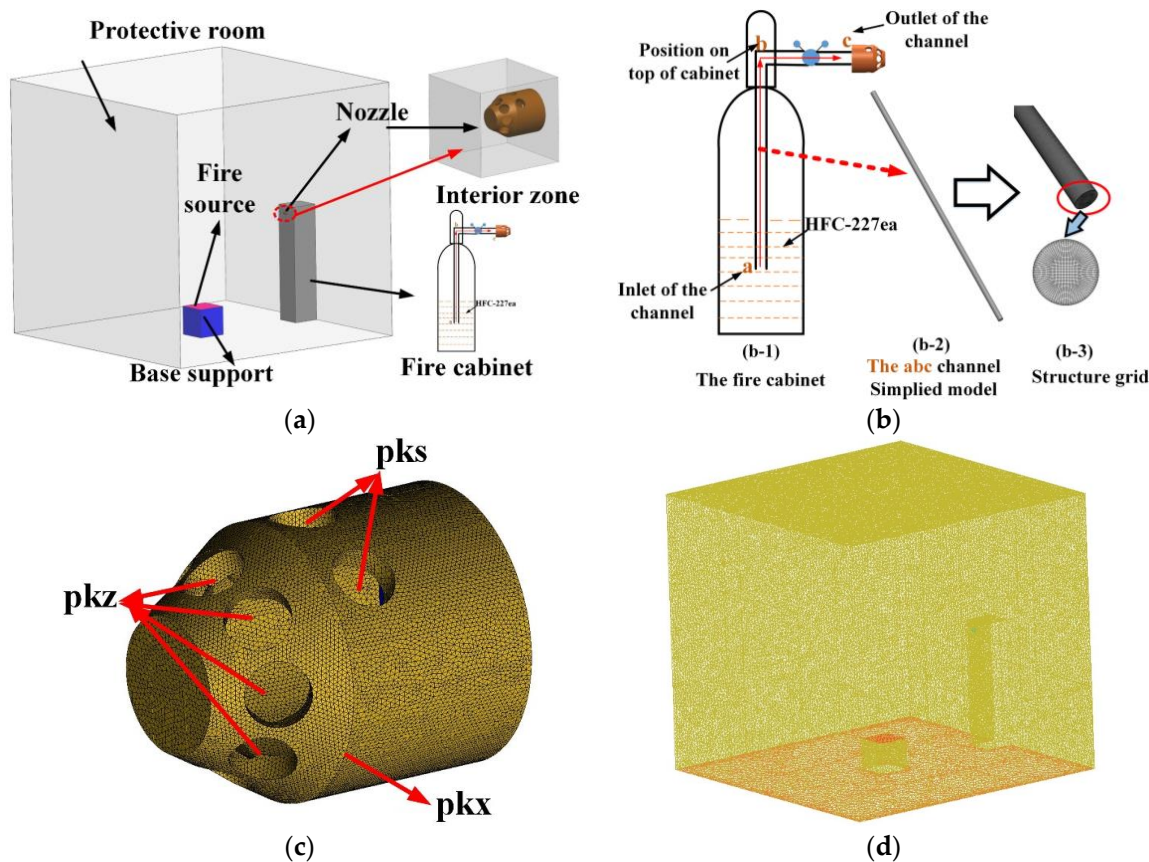 Protective room
Nozzle
Fire
source
Interior zone
HFC-227ea
Base support
Fire cabinet
(a)
Outlet of the
channel
b
c
Position on
top of cabinet
HFC-227ea
a
Inlet of the
channel
(b-1)
The fire cabinet
(b-2)
The abc channel
Simplied model
(b-3)
Structure grid
(b)
pks
pkz
pkx
(c)
(d)